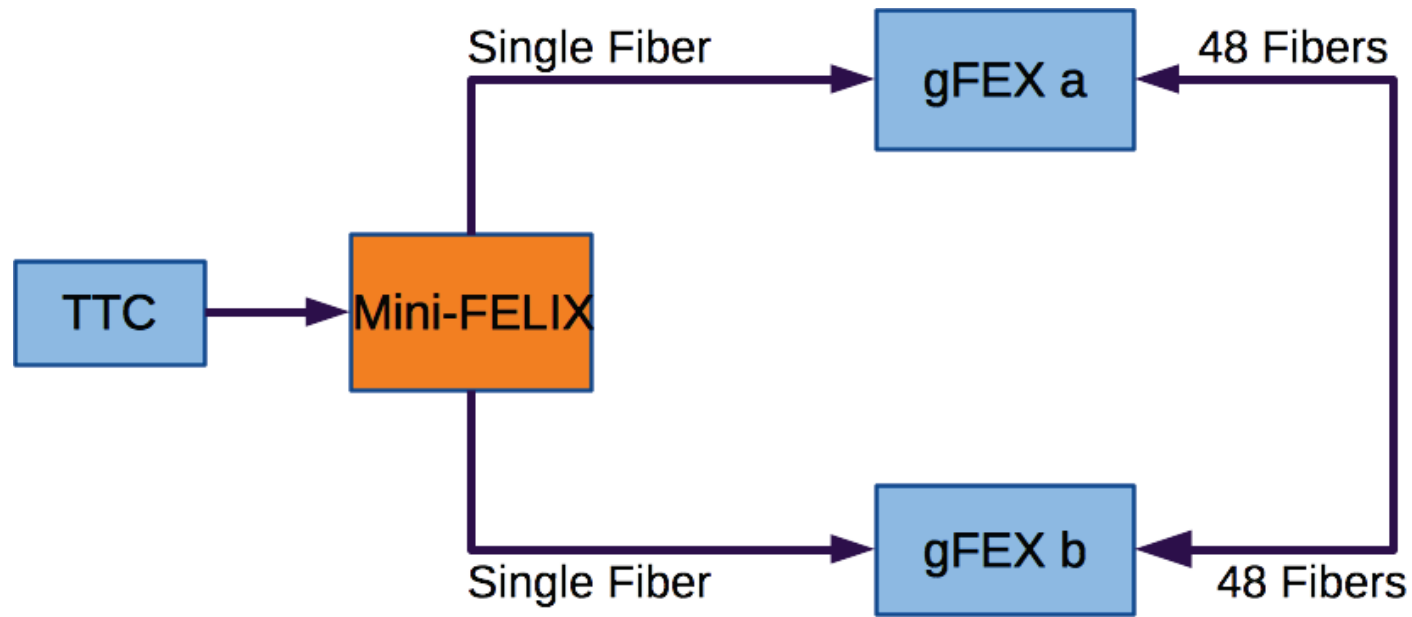 Single Fiber
gFEX a
48 Fibers
TTC
Mini-FELIX
Single Fiber
gFEX b
48 Fibers